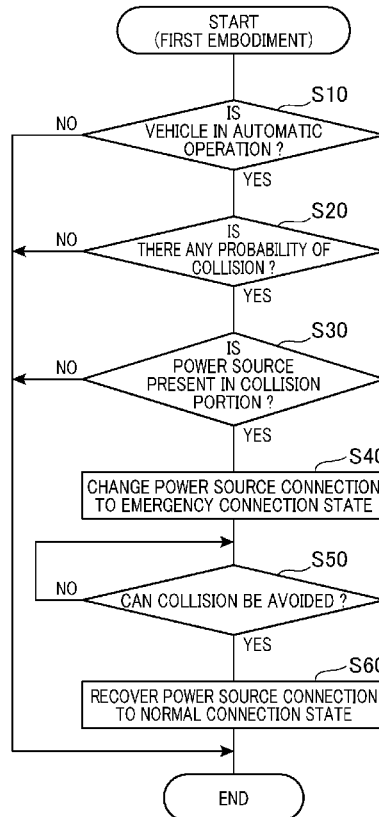 START
(FIRST EMBODIMENT)
S10
IS
VEHICLE IN AUTOMATIC
OPERATION ?
NO
YES
S20
IS
THERE ANY PROBABILITY OF
COLLISION ?
NO
YES
S30
IS
POWER SOURCE
PRESENT IN COLLISION
PORTION ?
NO
YES
S40
CHANGE POWER SOURCE CONNECTION
TO EMERGENCY CONNECTION STATE
S50
CAN COLLISION BE AVOIDED ?
NO
YES
S60
RECOVER POWER SOURCE CONNECTION
TO NORMAL CONNECTION STATE
END